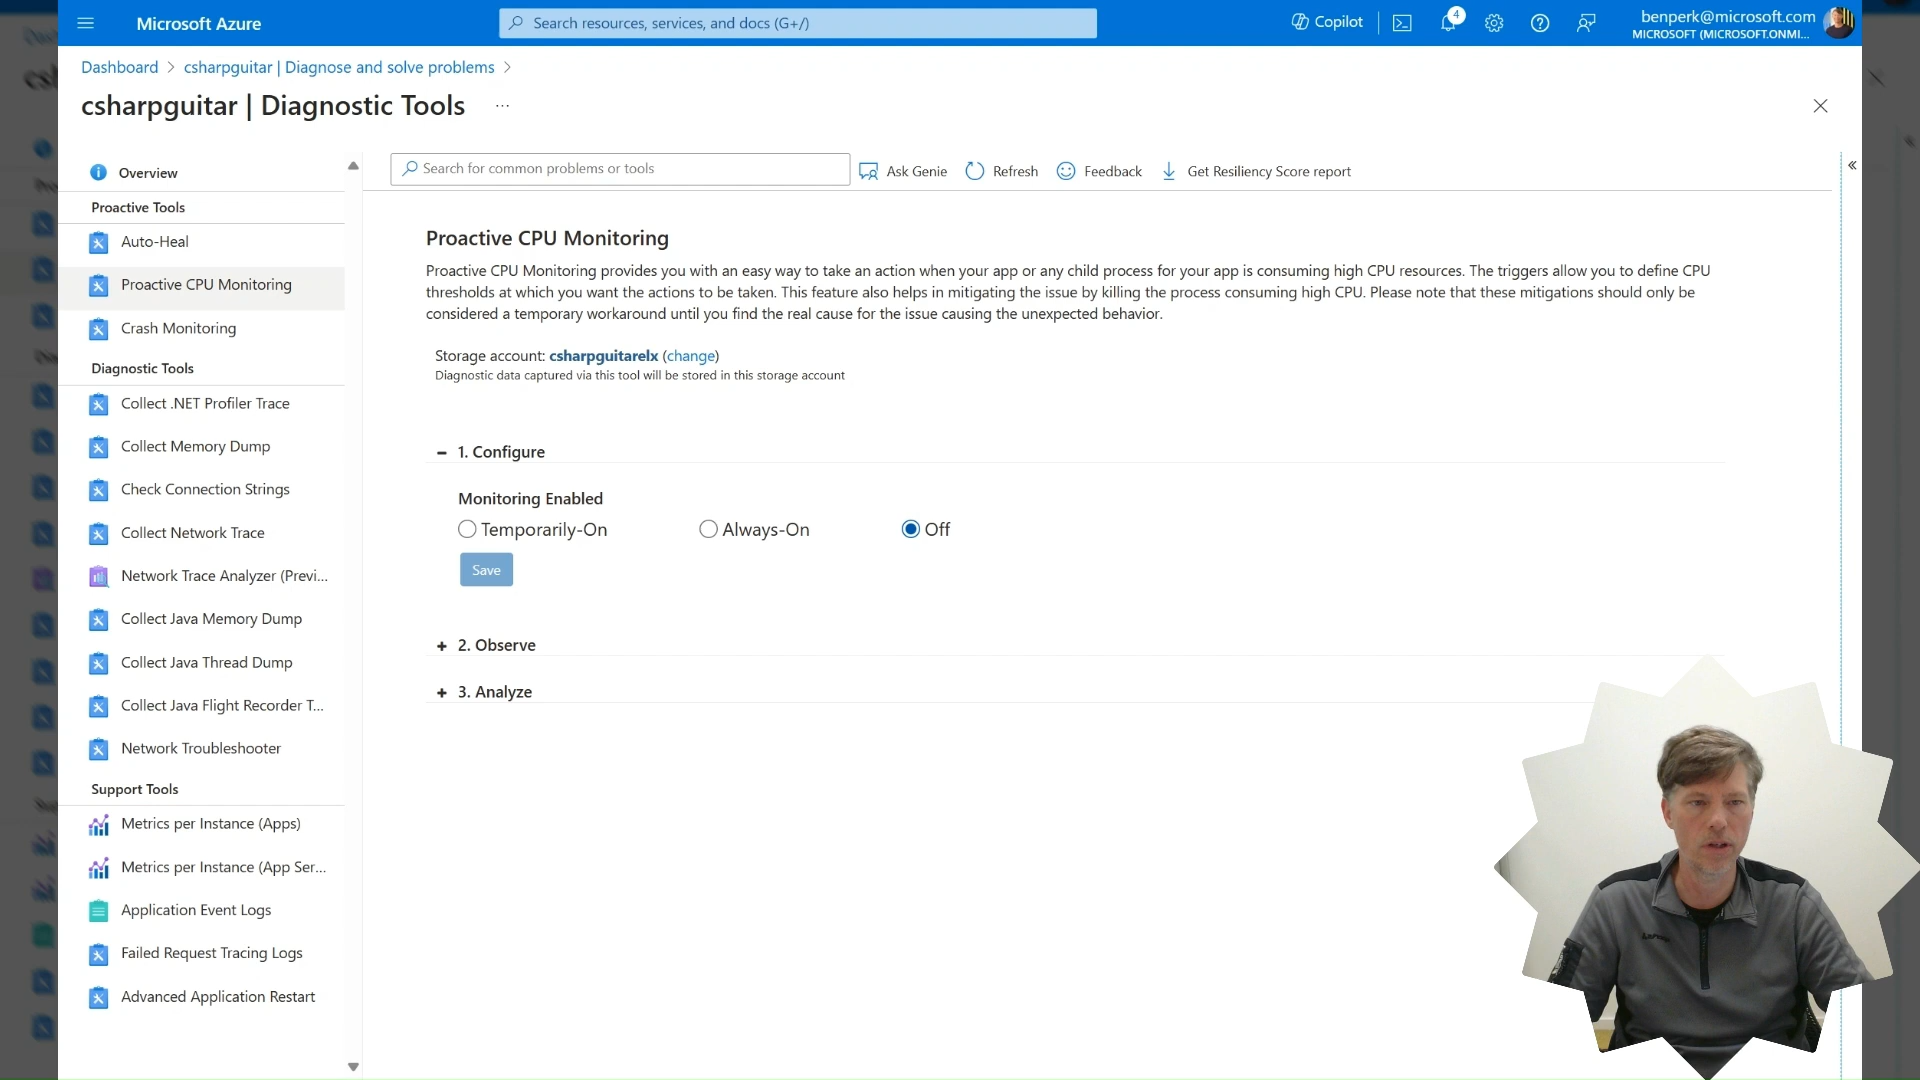 Microsoft Azure
Search resources, services, and docs (G+/)
Copilot
4
benperk@microsoft.com
MICROSOFT (MICROSOFT.ONMI...
Dashboard > csharpguitar | Diagnose and solve problems >
csharpguitar | Diagnostic Tools ...
Overview
Proactive Tools
Auto-Heal
Proactive CPU Monitoring
Crash Monitoring
Diagnostic Tools
Collect .NET Profiler Trace
Collect Memory Dump
Check Connection Strings
Collect Network Trace
Network Trace Analyzer (Previ...
Collect Java Memory Dump
Collect Java Thread Dump
Collect Java Flight Recorder T...
Network Troubleshooter
Support Tools
Metrics per Instance (Apps)
Metrics per Instance (App Ser...
Application Event Logs
Failed Request Tracing Logs
Advanced Application Restart
Search for common problems or tools
Ask Genie
Refresh
Feedback
Get Resiliency Score report
Proactive CPU Monitoring
Proactive CPU Monitoring provides you with an easy way to take an action when your app or any child process for your app is consuming high CPU resources. The triggers allow you to define CPU
thresholds at which you want the actions to be taken. This feature also helps in mitigating the issue by killing the process consuming high CPU. Please note that these mitigations should only be
considered a temporary workaround until you find the real cause for the issue causing the unexpected behavior.
Storage account: csharpguitarelx (change)
Diagnostic data captured via this tool will be stored in this storage account
1. Configure
Monitoring Enabled
Temporarily-On
Always-On
Off
Save
2. Observe
3. Analyze